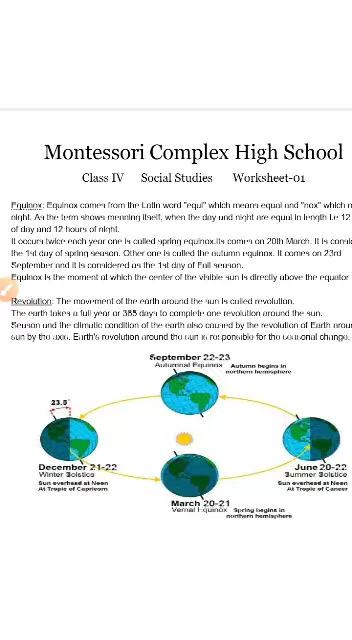 Montessori Complex High School
Class IV Social Studies Worksheet-01
Equinox: Equinox comes from the Latin word "equi" which means equal and "nox" which
night. As the term shows meaning itself, when the day and night are equal in length i.e 12
of day and 12 hours of night.
It occurs twice each year one is called spring equinox.Its comes on 20th March. It is
the 1st day of spring season. Other one is called the autumn equinox. It comes on 23rd
September and it is considered as the 1st day of Fall season.
Equinox is the moment at which the center of the visible sun is directly above the equator
Revolution: The movement of the earth around the sun is called revolution.
The earth takes a full year or 365 days to complete one revolution around the sun.
Season and the climatic condition of the earth also caused by the revolution of Earth
sun by the axis. Earth's revolution around the sun is responsible for the seasonal change.
September 22-23
Autumnal Equinox
Autumn begins in
northern hemisphere
23.5°
December 21-22
Winter Solstice
Sun overhead at Noon
At Tropic of Capricorn
June 20-22
Summer Solstice
Sun overhead at Noon
At Tropic of Cancer
March 20-21
Vernal Equinox
Spring begins in
northern hemisphere